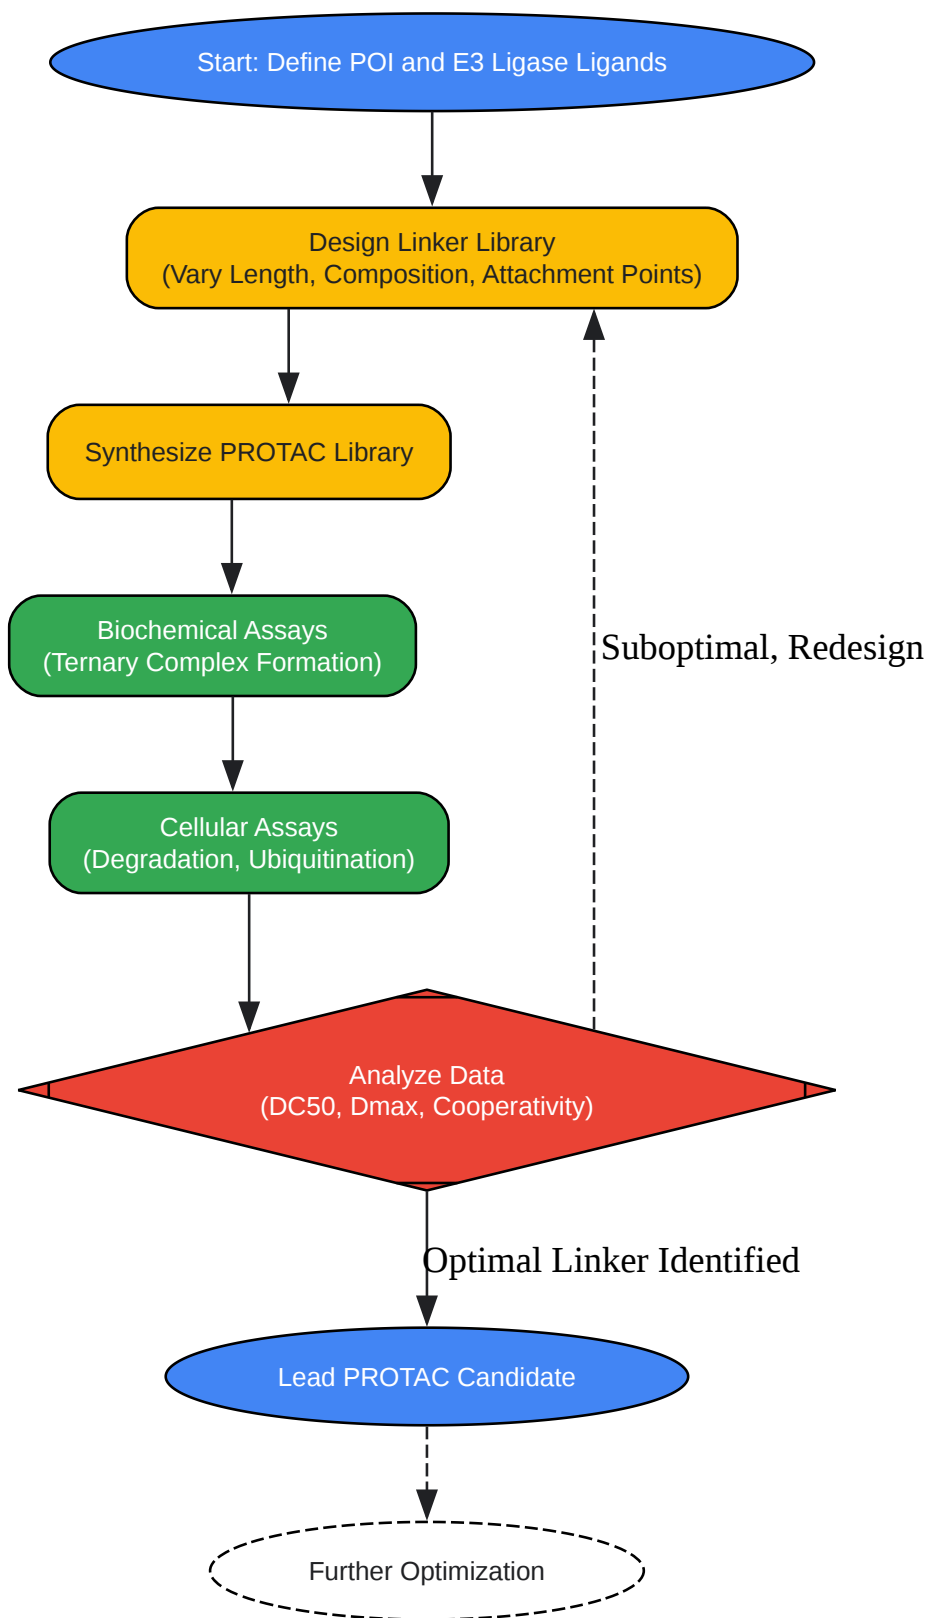 Start: Define POI and E3 Ligase Ligands
Design Linker Library
(Vary Length, Composition, Attachment Points)
Synthesize PROTAC Library
Biochemical Assays
(Ternary Complex Formation)
Suboptimal, Redesign
Cellular Assays
(Degradation, Ubiquitination)
Analyze Data
(DC50, Dmax, Cooperativity)
Optimal Linker Identified
Lead PROTAC Candidate
Further Optimization